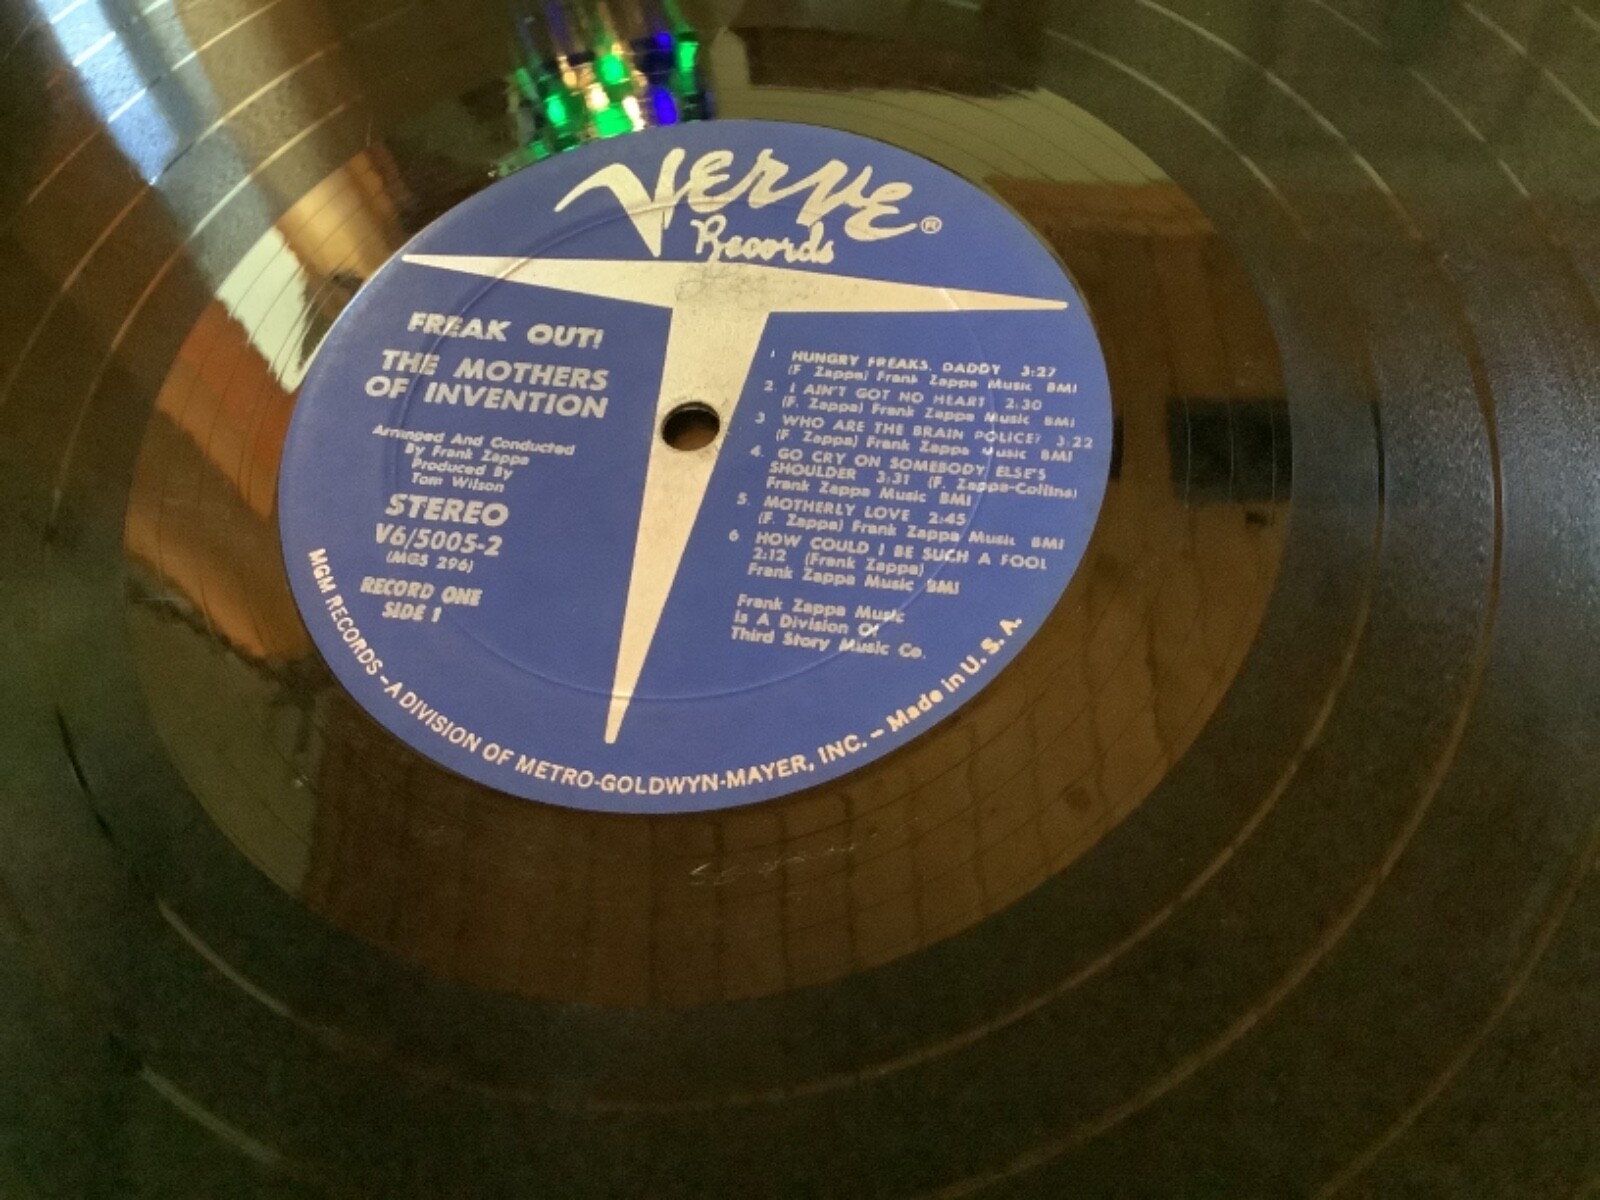 Verve®
Records
FREAK OUT!
THE MOTHERS
OF INVENTION
Arranged And Conducted
By Frank Zappa
Produced By
Tom Wilson
STEREO
V6/5005-2
(MGS 296)
RECORD ONE
SIDE 1
1 HUNGRY FREAKS, DADDY 3:27
(F Zappa) Frank Zappa Music BMI
2. I AIN'T GOT NO HEART 2:30
(F. Zappa) Frank Zappa Music BMI
3 WHO ARE THE BRAIN POLICE? 3:22
(F Zappa) Frank Zappa Music BMI
4. GO CRY ON SOMEBODY ELSE'S
SHOULDER 3:31 (F. Zappa-Collins)
Frank Zappa Music BMI
5. MOTHERLY LOVE 2:45
(F. Zappa) Frank Zappa Music BMI
6 HOW COULD I BE SUCH A FOOL
2:12 (Frank Zappa)
Frank Zappa Music BMI
Frank Zappa Music
Is A Division Of
Third Story Music Co.
MGM RECORDS – A DIVISION OF METRO-GOLDWYN-MAYER, INC. – Made in U. S. A.